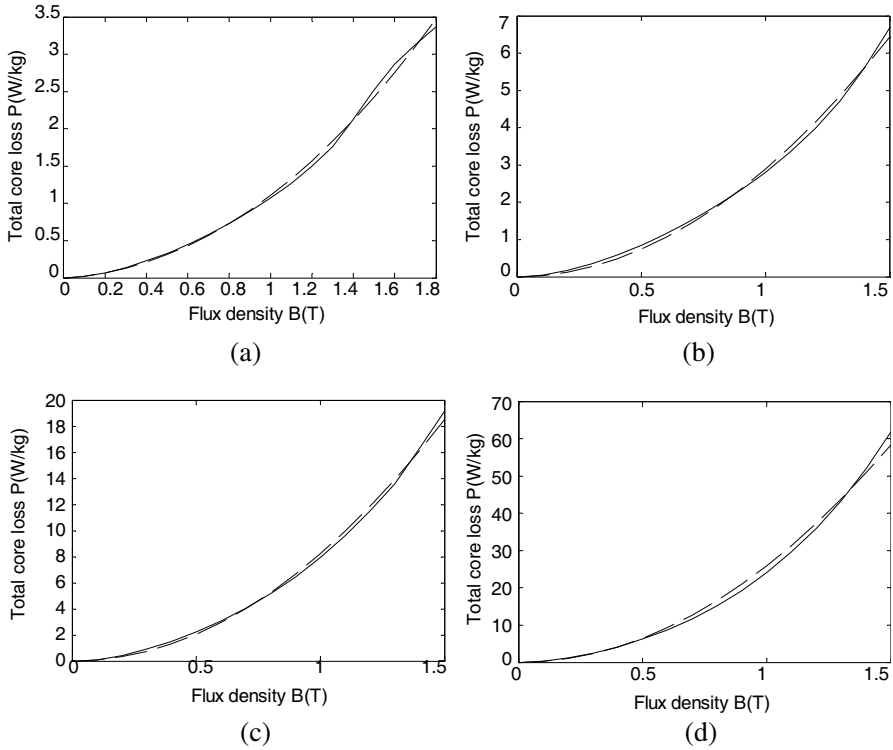 3.5
3
2.5
2
1.5
1
0.5
0
0 0.2 0.4 0.6 0.8 1 1.2 1.4 1.6 1.8
Total core loss P(W/kg)
Flux density B(T)
(a)
7
6
5
4
3
2
1
0
0 0.5 1 1.5
Total core loss P(W/kg)
Flux density B(T)
(b)
20
18
16
14
12
10
8
6
4
2
0
0 0.5 1 1.5
Total core loss P(W/kg)
Flux density B(T)
(c)
70
60
50
40
30
20
10
0
0 0.5 1 1.5
Total core loss P(W/kg)
Flux density B(T)
(d)